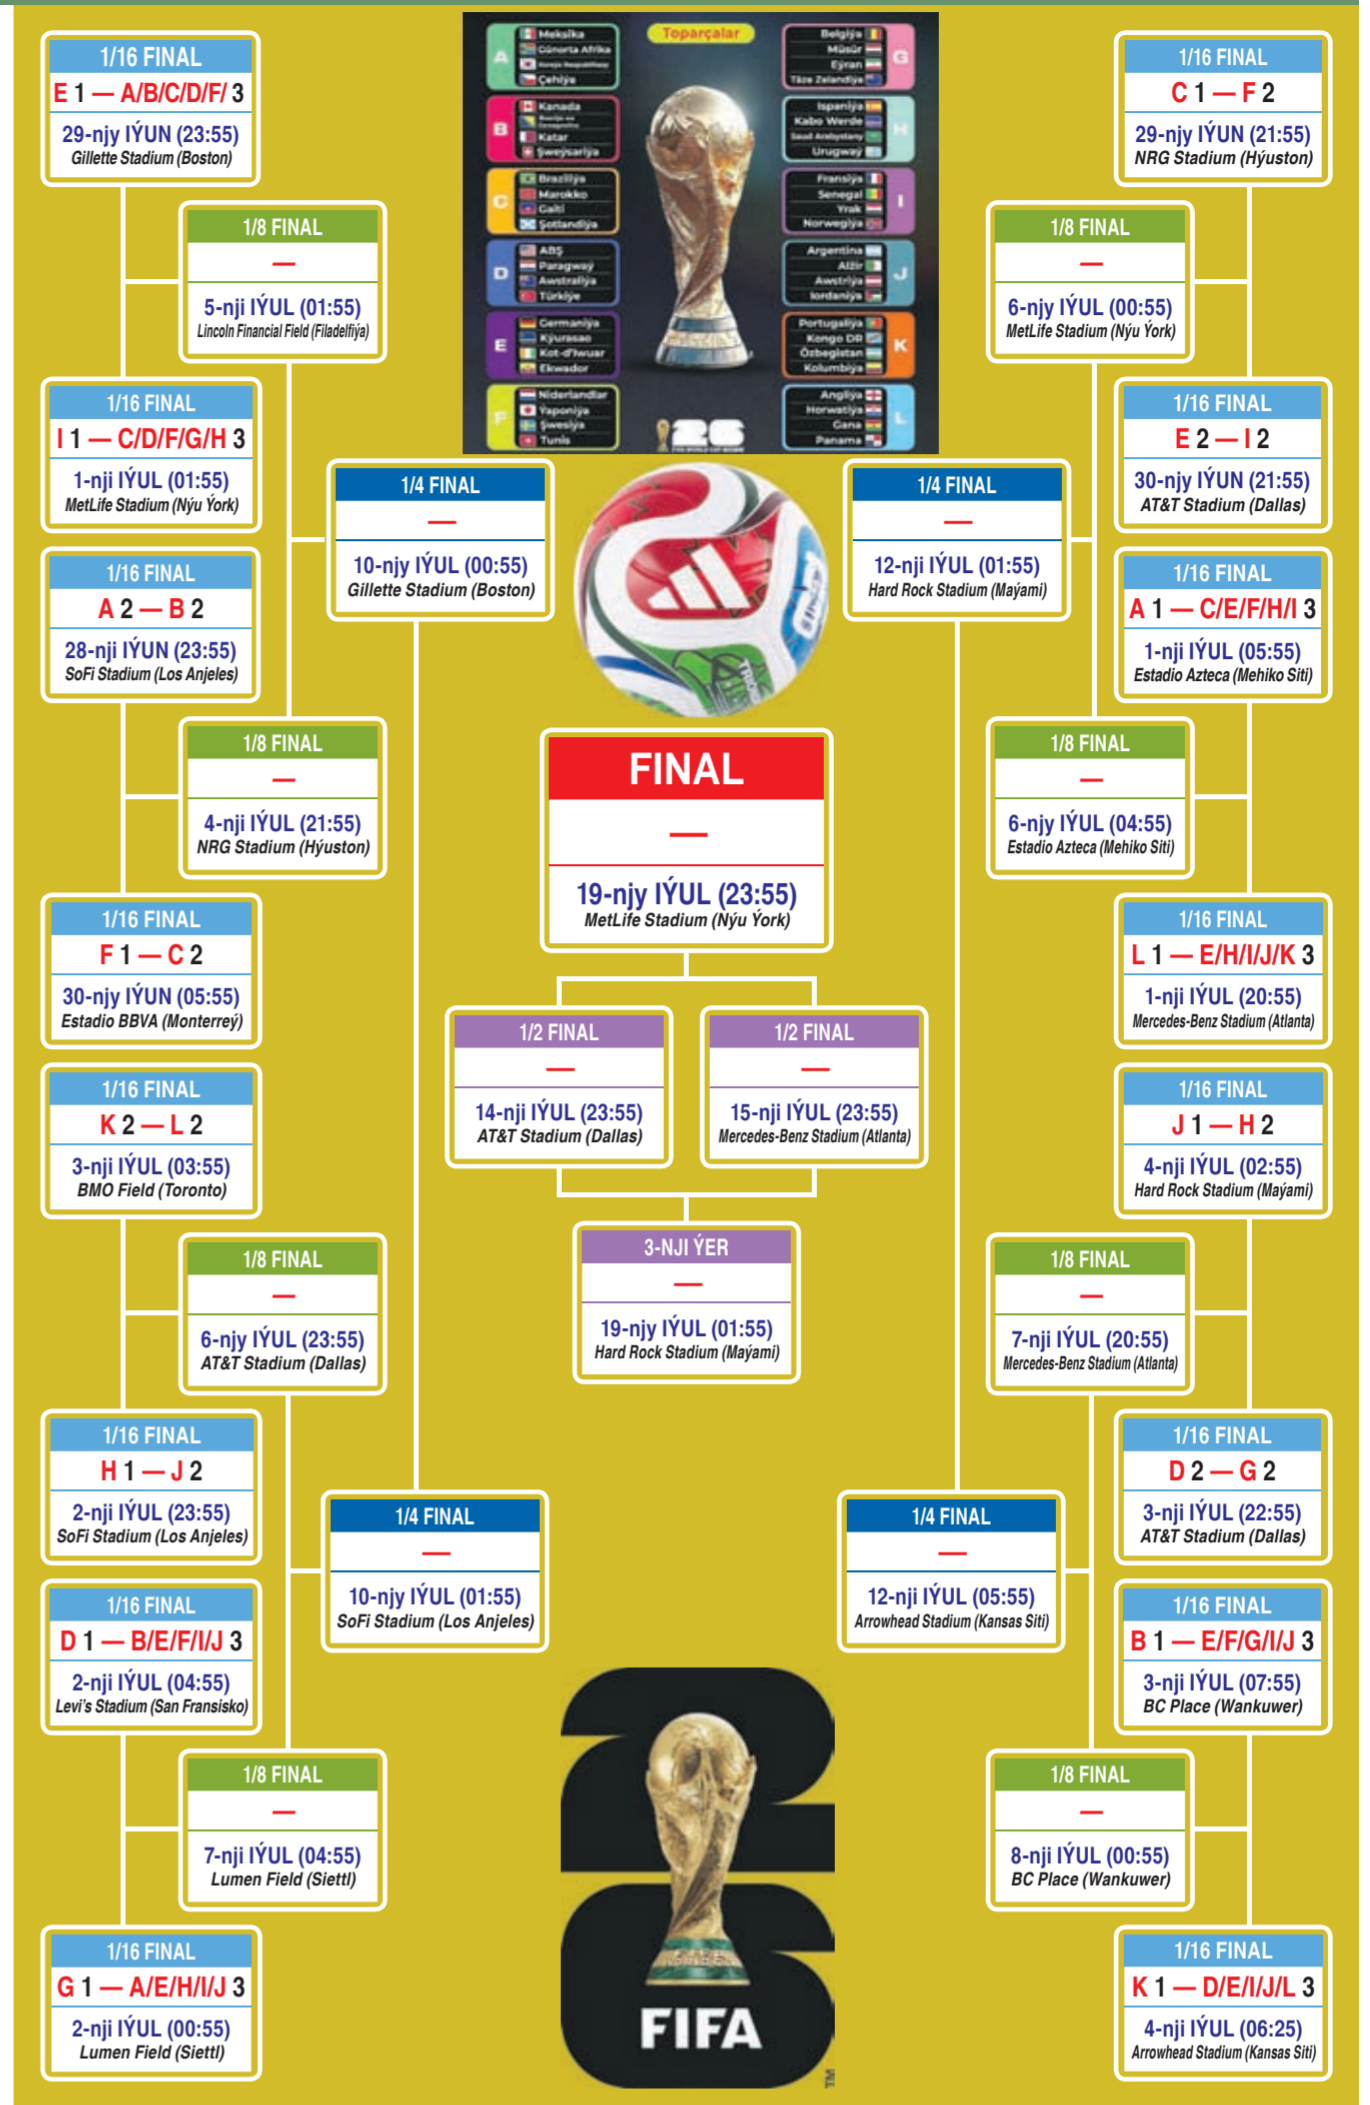 1/16 FINAL
E 1 — A/B/C/D/F/ 3
29-njy IÝUN (23:55)
Gillette Stadium (Boston)
1/8 FINAL
—
5-nji IÝUL (01:55)
Lincoln Financial Field (Filadelfiýa)
1/16 FINAL
I 1 — C/D/F/G/H 3
1-nji IÝUL (01:55)
MetLife Stadium (Nýu Ýork)
1/4 FINAL
—
10-njy IÝUL (00:55)
Gillette Stadium (Boston)
1/16 FINAL
A 2 — B 2
28-nji IÝUN (23:55)
SoFi Stadium (Los Anjeles)
1/8 FINAL
—
4-nji IÝUL (21:55)
NRG Stadium (Hýuston)
1/16 FINAL
F 1 — C 2
30-njy IÝUN (05:55)
Estadio BBVA (Monterreý)
1/16 FINAL
K 2 — L 2
3-nji IÝUL (03:55)
BMO Field (Toronto)
1/8 FINAL
—
6-njy IÝUL (23:55)
AT&T Stadium (Dallas)
1/16 FINAL
H 1 — J 2
2-nji IÝUL (23:55)
SoFi Stadium (Los Anjeles)
1/4 FINAL
—
10-njy IÝUL (01:55)
SoFi Stadium (Los Anjeles)
1/16 FINAL
D 1 — B/E/F/I/J 3
2-nji IÝUL (04:55)
Levi's Stadium (San Fransisko)
1/8 FINAL
—
7-nji IÝUL (04:55)
Lumen Field (Siettl)
1/16 FINAL
G 1 — A/E/H/I/J 3
2-nji IÝUL (00:55)
Lumen Field (Siettl)
Toparçalar
A
Meksika
Günorta Afrika
Koreýa Respublikasy
Çehiýa
B
Kanada
Katar
Şweýsariýa
C
Braziliýa
Marokko
Gaiti
Şotlandiýa
D
ABŞ
Paragwaý
Awstraliýa
Türkiýe
E
Germaniýa
Kýurasao
Kot-d'Iwuar
Ekwador
F
Niderlandlar
Ýaponiýa
Şwesiýa
Tunis
Belgiýa
Müsür
Eýran
Täze Zelandiýa
G
Ispaniýa
Kabo Werde
Saud Arabystany
Urugwaý
H
Fransiýa
Senegal
Yrak
Norwegiýa
I
Argentina
Alžir
Awstriýa
Iordaniýa
J
Portugaliýa
Kongo DR
Özbegistan
Kolumbiýa
K
Angliýa
Horwatiýa
Gana
Panama
L
26
FINAL
—
19-njy IÝUL (23:55)
MetLife Stadium (Nýu Ýork)
1/2 FINAL
—
14-nji IÝUL (23:55)
AT&T Stadium (Dallas)
1/2 FINAL
—
15-nji IÝUL (23:55)
Mercedes-Benz Stadium (Atlanta)
3-NJI ÝER
—
19-njy IÝUL (01:55)
Hard Rock Stadium (Maýami)
FIFA
TM
1/16 FINAL
C 1 — F 2
29-njy IÝUN (21:55)
NRG Stadium (Hýuston)
1/8 FINAL
—
6-njy IÝUL (00:55)
MetLife Stadium (Nýu Ýork)
1/16 FINAL
E 2 — I 2
30-njy IÝUN (21:55)
AT&T Stadium (Dallas)
1/4 FINAL
—
12-nji IÝUL (01:55)
Hard Rock Stadium (Maýami)
1/16 FINAL
A 1 — C/E/F/H/I 3
1-nji IÝUL (05:55)
Estadio Azteca (Mehiko Siti)
1/8 FINAL
—
6-njy IÝUL (04:55)
Estadio Azteca (Mehiko Siti)
1/16 FINAL
L 1 — E/H/I/J/K 3
1-nji IÝUL (20:55)
Mercedes-Benz Stadium (Atlanta)
1/16 FINAL
J 1 — H 2
4-nji IÝUL (02:55)
Hard Rock Stadium (Maýami)
1/8 FINAL
—
7-nji IÝUL (20:55)
Mercedes-Benz Stadium (Atlanta)
1/16 FINAL
D 2 — G 2
3-nji IÝUL (22:55)
AT&T Stadium (Dallas)
1/4 FINAL
—
12-nji IÝUL (05:55)
Arrowhead Stadium (Kansas Siti)
1/16 FINAL
B 1 — E/F/G/I/J 3
3-nji IÝUL (07:55)
BC Place (Wankuwer)
1/8 FINAL
—
8-nji IÝUL (00:55)
BC Place (Wankuwer)
1/16 FINAL
K 1 — D/E/I/J/L 3
4-nji IÝUL (06:25)
Arrowhead Stadium (Kansas Siti)